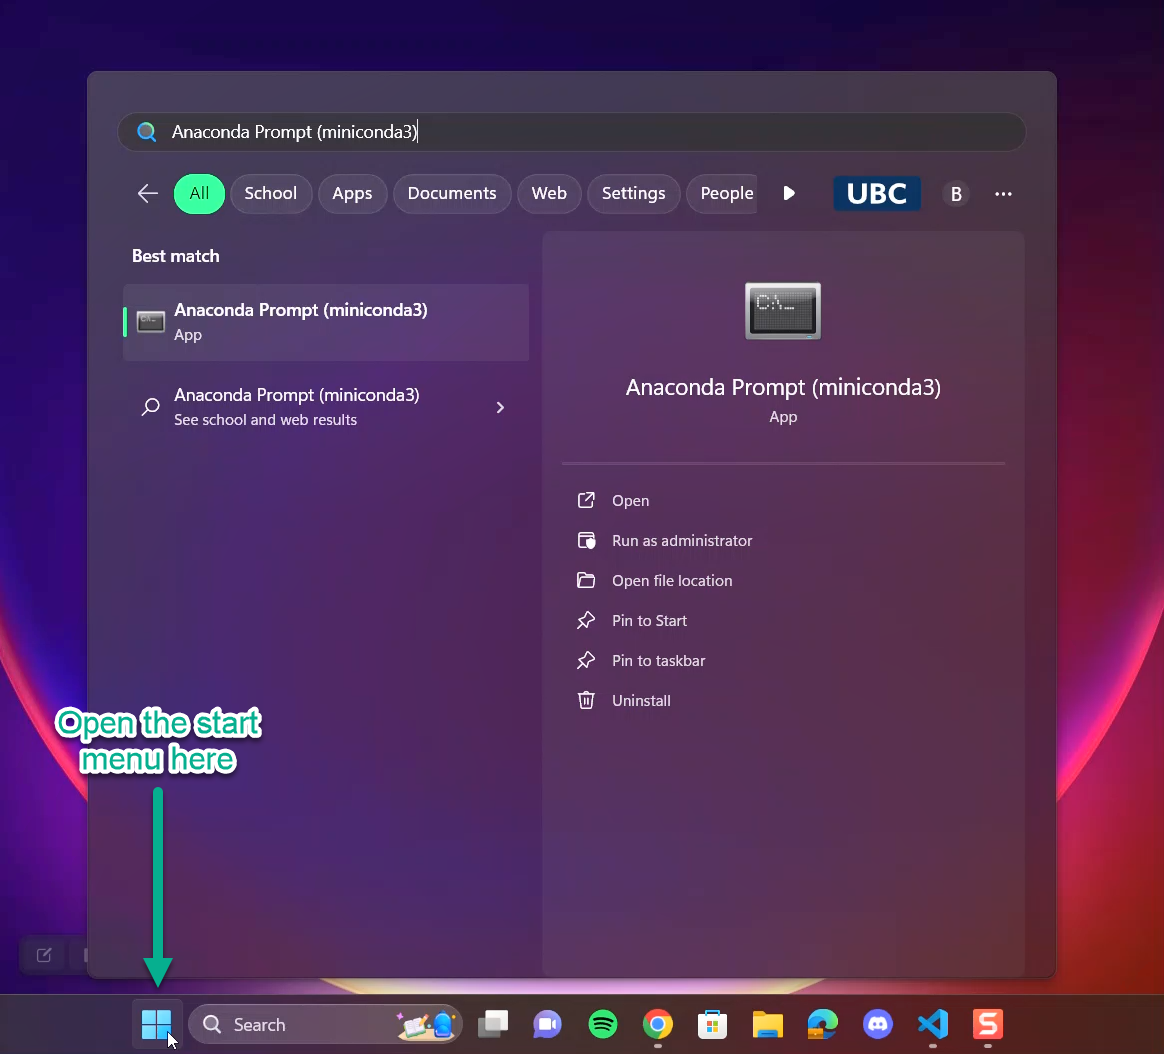 Anaconda Prompt (miniconda3)
All School Apps Documents Web Settings People UBC B
Best match
Anaconda Prompt (miniconda3)
App
Anaconda Prompt (miniconda3)
See school and web results
C:\_
Anaconda Prompt (miniconda3)
App
Open
Run as administrator
Open file location
Pin to Start
Pin to taskbar
Uninstall
Open the start
menu here
Search